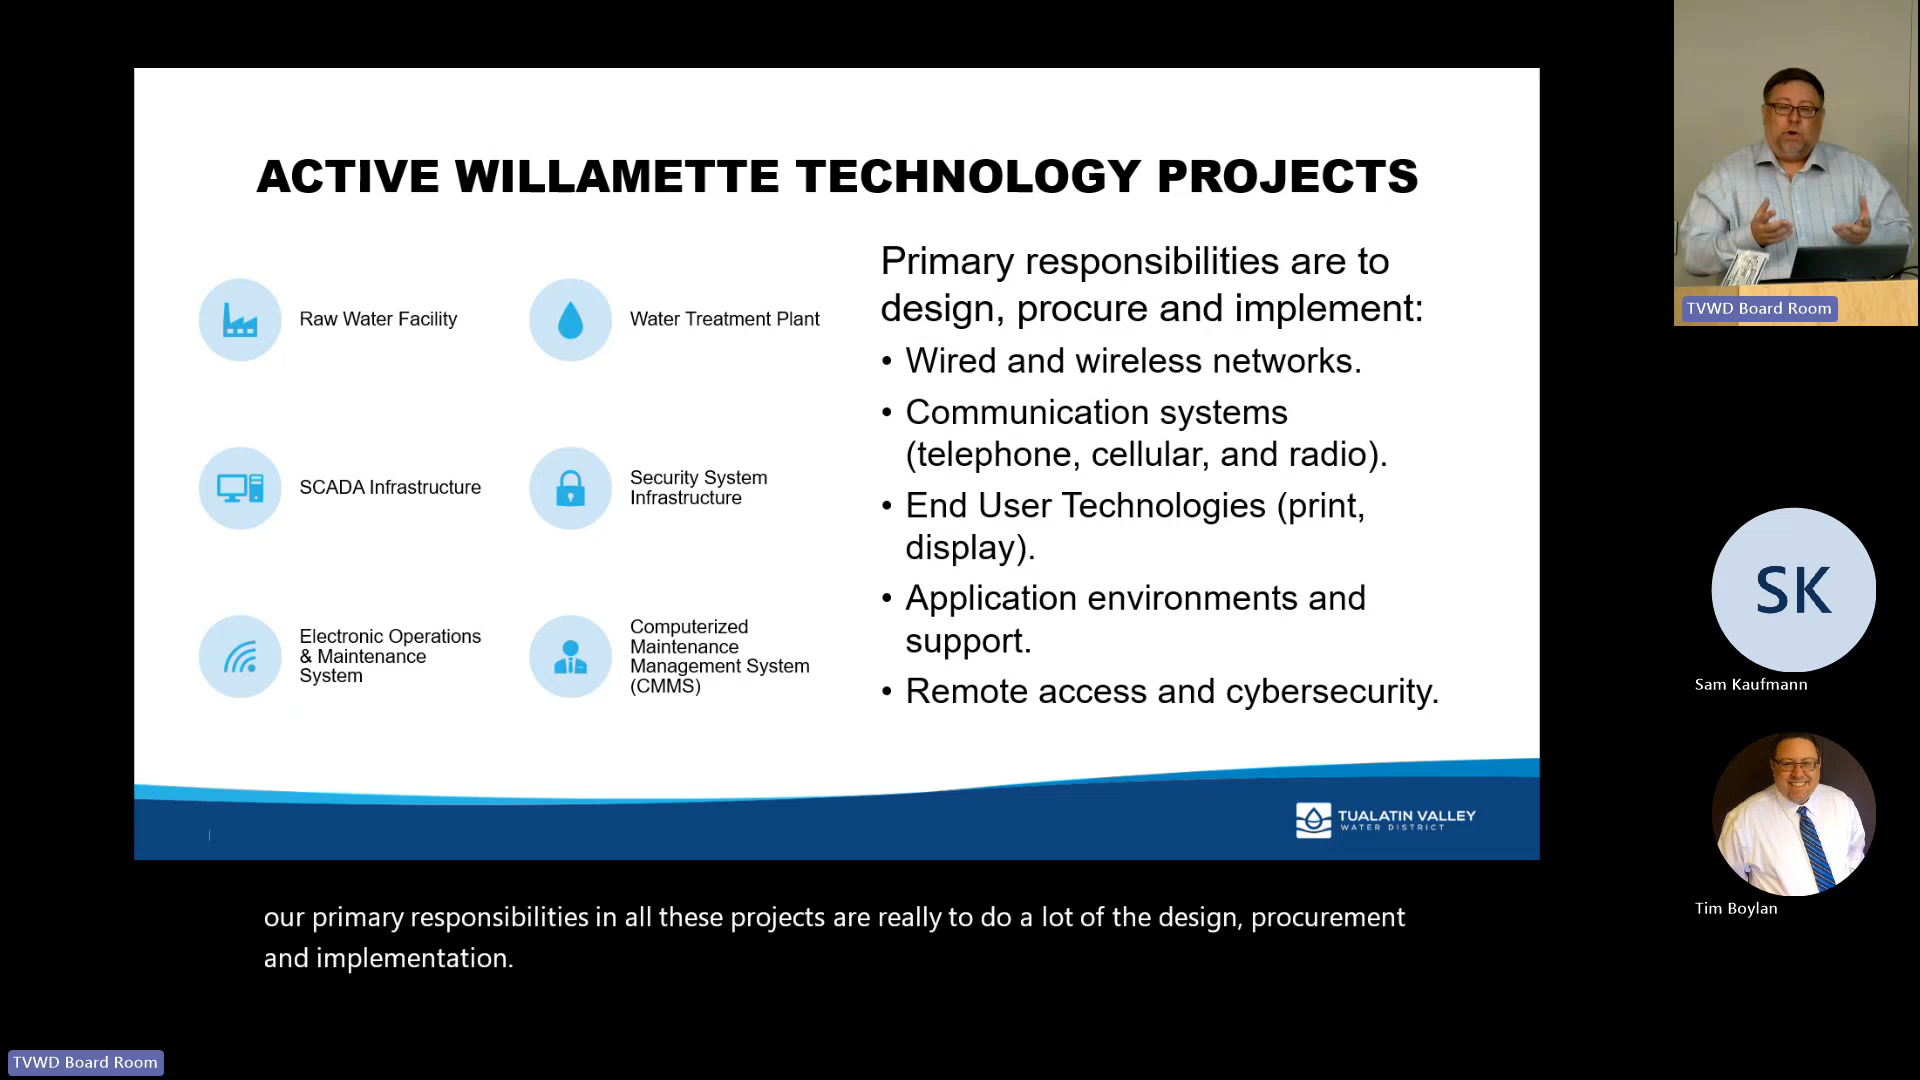 ACTIVE WILLAMETTE TECHNOLOGY PROJECTS
Raw Water Facility
Water Treatment Plant
SCADA Infrastructure
Security System
Infrastructure
Electronic Operations
& Maintenance
System
Computerized
Maintenance
Management System
(CMMS)
Primary responsibilities are to
design, procure and implement:
• Wired and wireless networks.
• Communication systems
(telephone, cellular, and radio).
• End User Technologies (print,
display).
• Application environments and
support.
• Remote access and cybersecurity.
TUALATIN VALLEY
WATER DISTRICT
our primary responsibilities in all these projects are really to do a lot of the design, procurement
and implementation.
TVWD Board Room
SK
Sam Kaufmann
Tim Boylan
TVWD Board Room